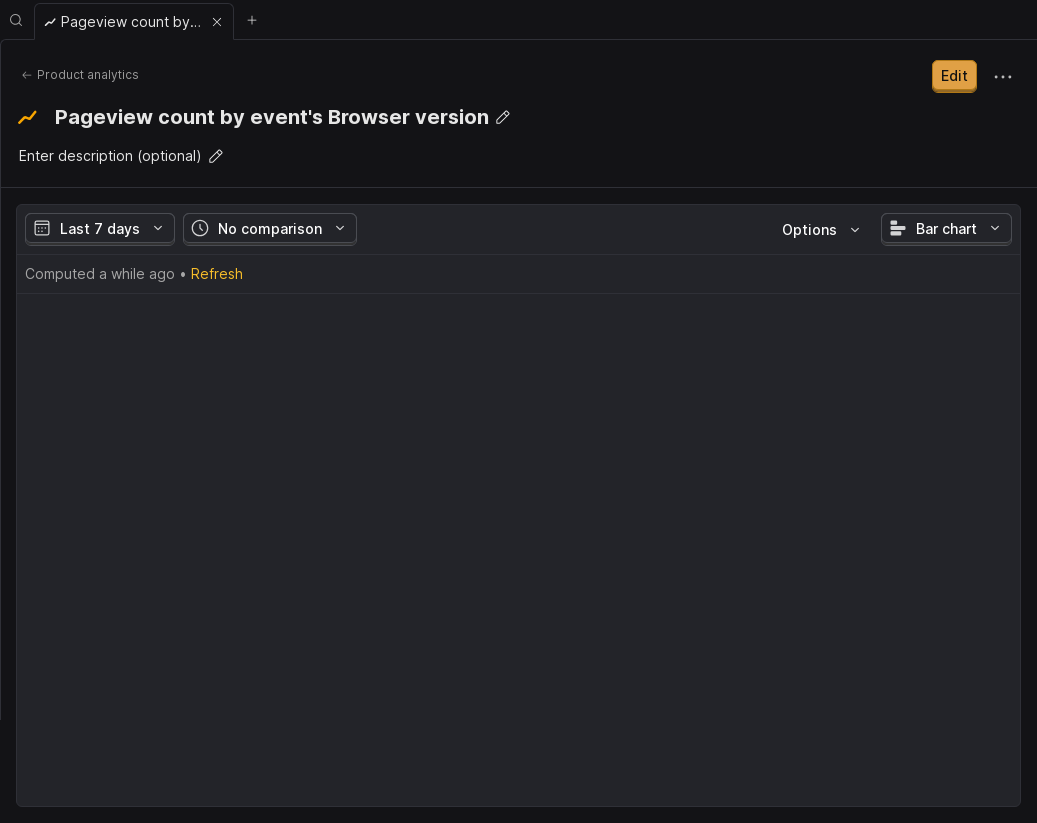 Pageview count by...
Product analytics
Edit
Pageview count by event's Browser version
Enter description (optional)
Last 7 days
No comparison
Options
Bar chart
Computed a while ago • Refresh